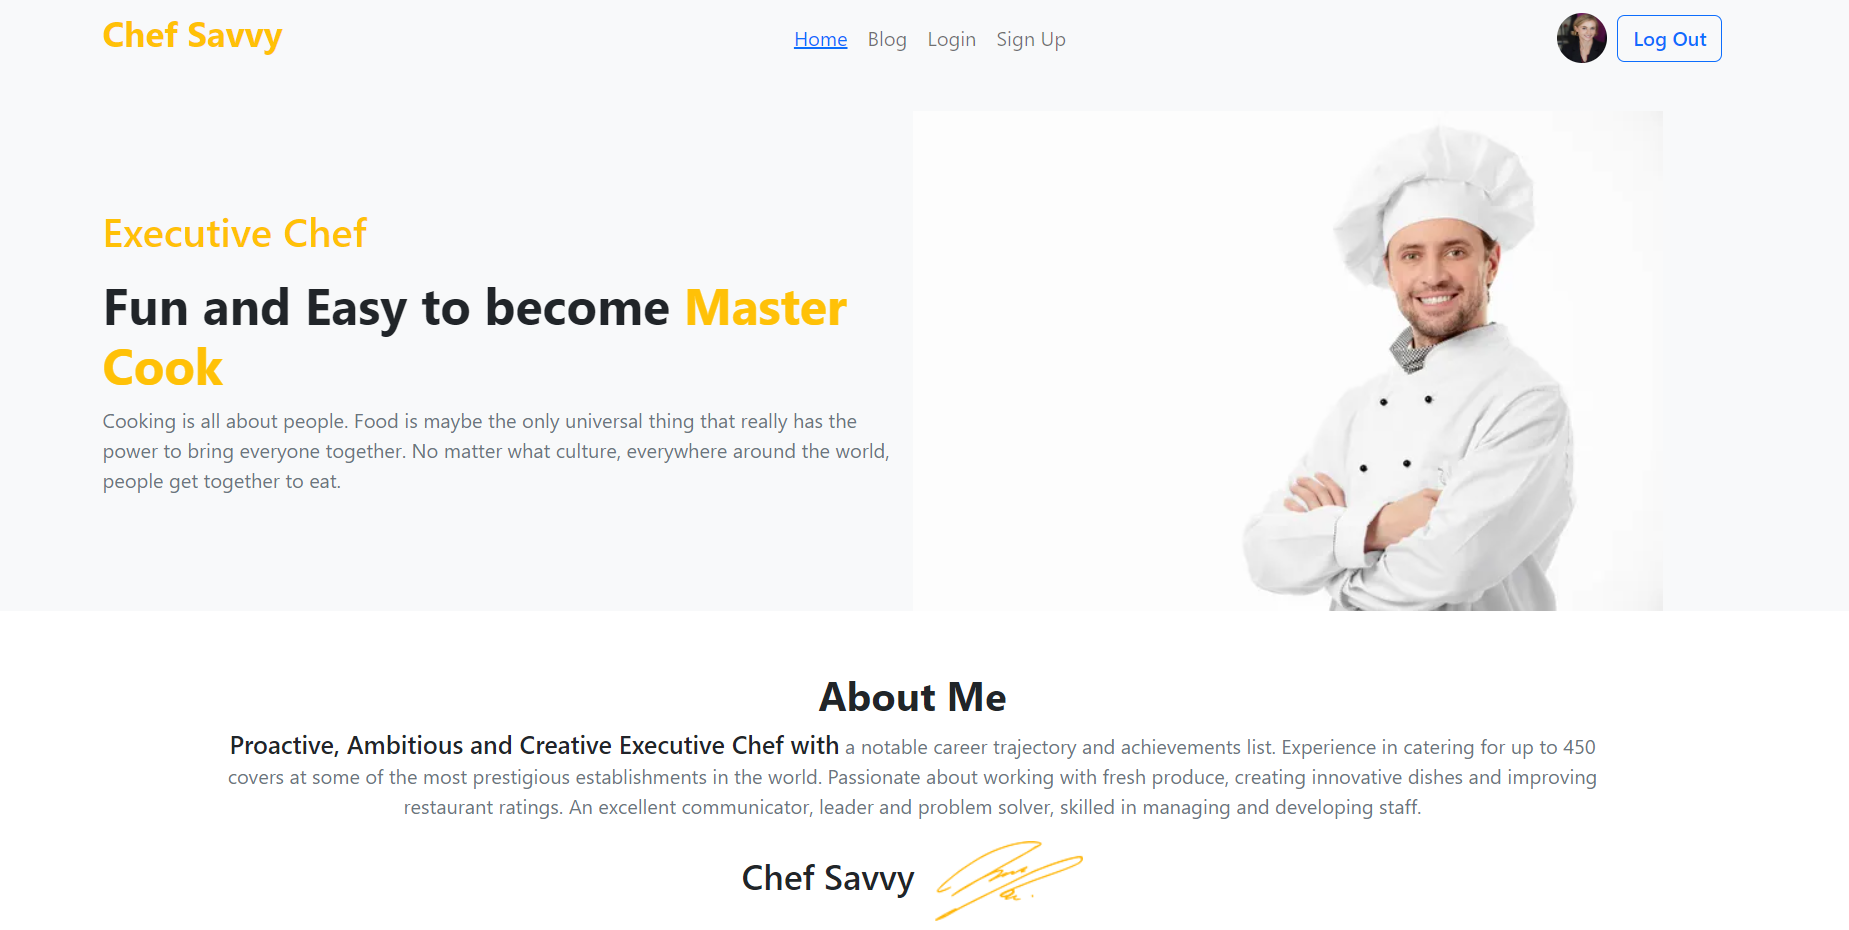 Chef Savvy
Home Blog Login Sign Up
Log Out
Executive Chef
Fun and Easy to become Master
Cook
Cooking is all about people. Food is maybe the only universal thing that really has the
power to bring everyone together. No matter what culture, everywhere around the world,
people get together to eat.
About Me
Proactive, Ambitious and Creative Executive Chef with a notable career trajectory and achievements list. Experience in catering for up to 450
covers at some of the most prestigious establishments in the world. Passionate about working with fresh produce, creating innovative dishes and improving
restaurant ratings. An excellent communicator, leader and problem solver, skilled in managing and developing staff.
Chef Savvy